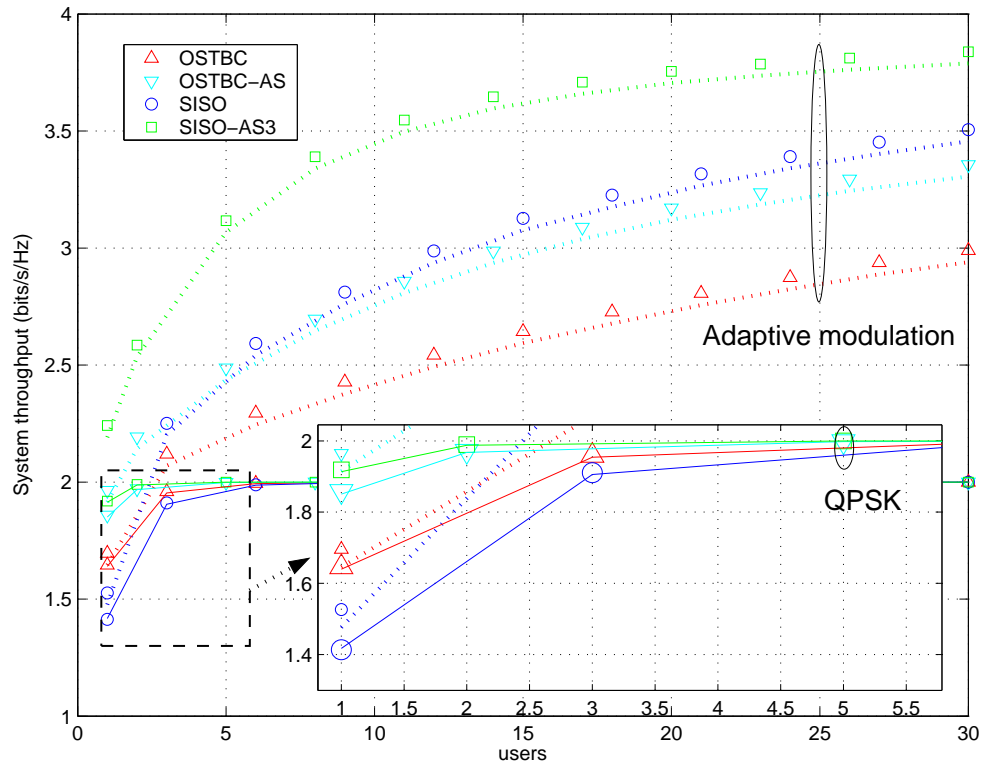 4
3.5
3
2.5
2
1.5
1
System throughput (bits/s/Hz)
OSTBC
OSTBC−AS
SISO
SISO−AS3
Adaptive modulation
2
1.8
1.6
1.4
QPSK
1 1.5 2 2.5 3 3.5 4 4.5 5 5.5
0 5 10 15 20 25 30
users